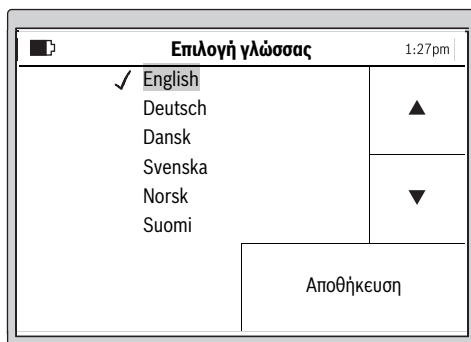 Επιλογή γλώσσας 1:27pm
English
Deutsch
Dansk
Svenska
Norsk
Suomi
Αποθήκευση